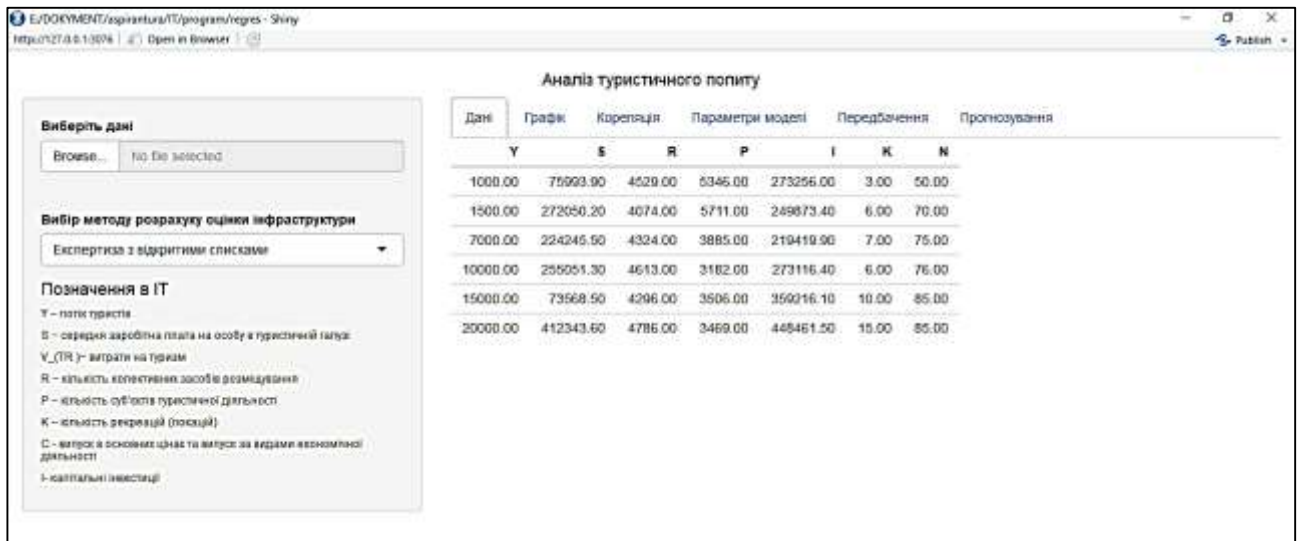 E:/DOKYMENT/aspirantura/IT/program/regres - Shiny
http://127.0.0.1:3076 Open in Browser
Publish
Аналіз туристичного попиту
Виберіть дані
Browse... No file selected
Вибір методу розрахуку оцінки інфраструктури
Експертиза з відкритими списками
Позначення в ІТ
Y – потік туристів
S – середня заробітна плата на особу в туристичній галузі
V_(TR )– витрати на туризм
R – кількість колективних засобів розміщування
P – кількість суб'єктів туристичної діяльності
K – кількість рекреацій (локацій)
C - випуск в основних цінах та випуск за видами економічної
діяльності
I- капітальні інвестиції
Дані Графік Кореляція Параметри моделі Передбачення Прогнозування
Y S R P I K N
1000.00 75993.90 4529.00 5346.00 273256.00 3.00 50.00
1500.00 272050.20 4074.00 5711.00 249873.40 6.00 70.00
7000.00 224245.50 4324.00 3885.00 219419.90 7.00 75.00
10000.00 255051.30 4613.00 3182.00 273116.40 6.00 76.00
15000.00 73568.50 4296.00 3506.00 359216.10 10.00 85.00
20000.00 412343.60 4786.00 3469.00 448461.50 15.00 85.00